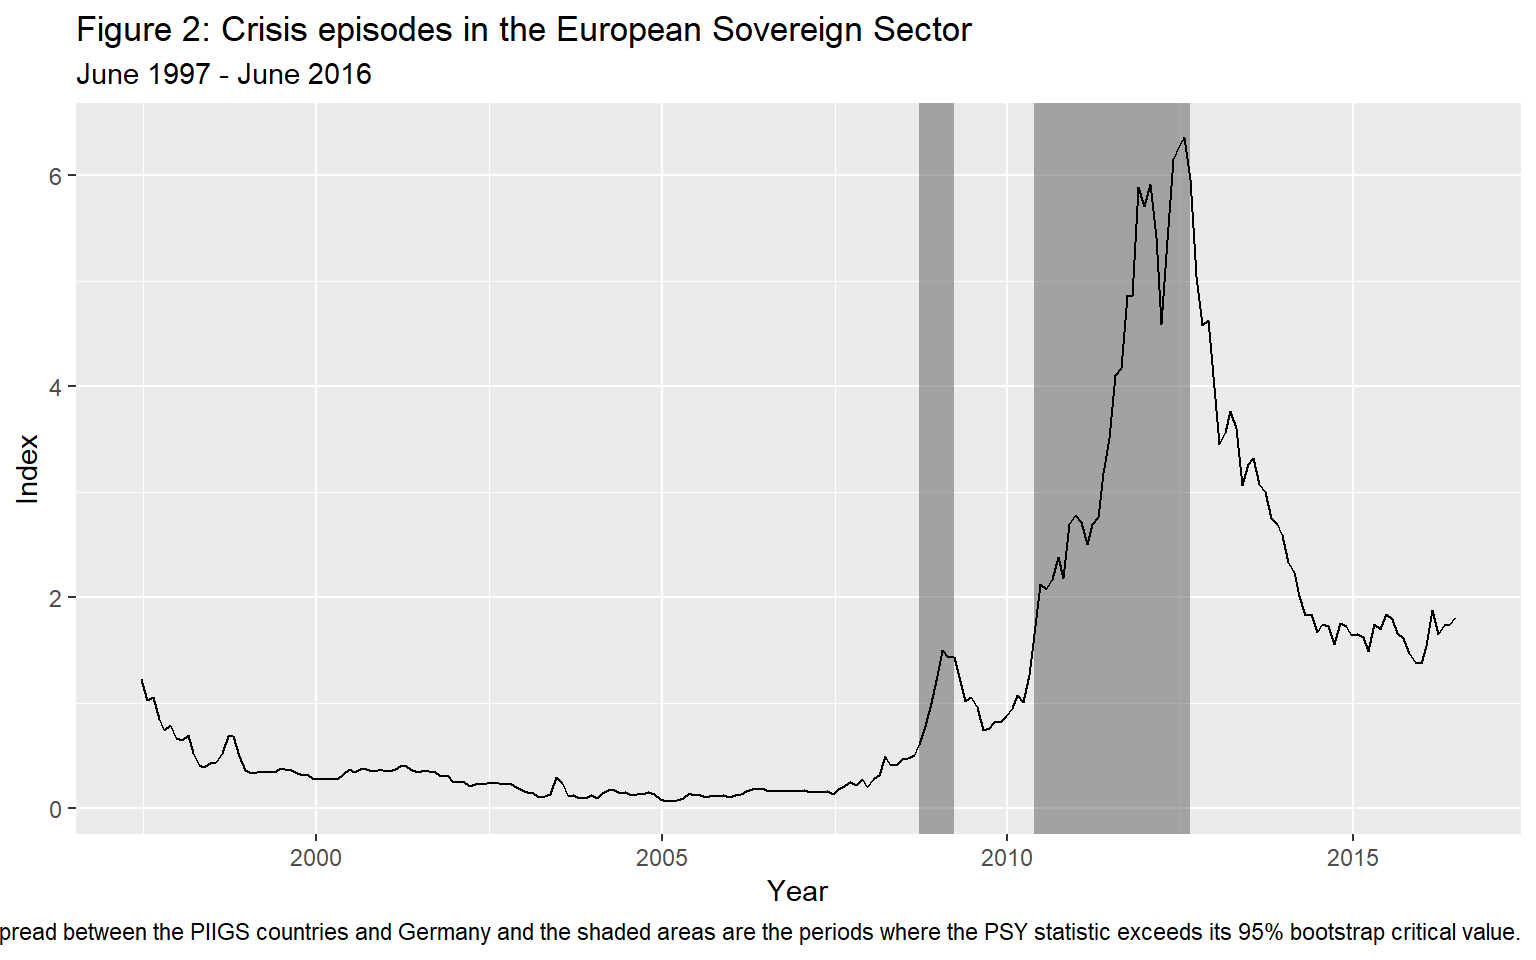 Figure 2: Crisis episodes in the European Sovereign Sector
June 1997 - June 2016
6
4
2
0
Index
2000
2005
2010
2015
Year
pread between the PIIGS countries and Germany and the shaded areas are the periods where the PSY statistic exceeds its 95% bootstrap critical value.